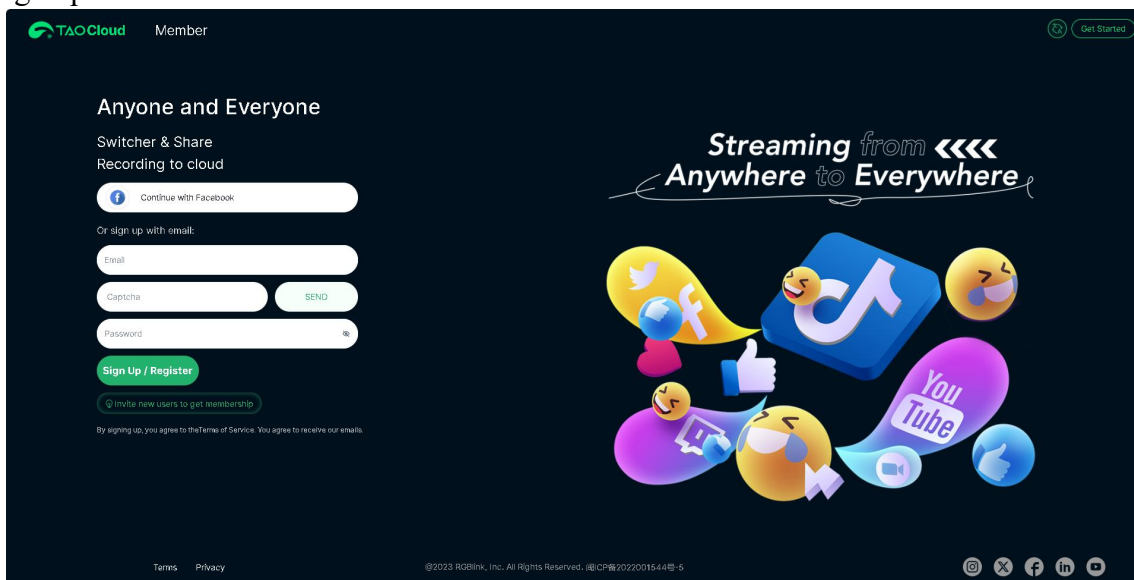 TAO Cloud Member
Get Started
Anyone and Everyone
Switcher & Share
Recording to cloud
Continue with Facebook
Or sign up with email:
Email
Captcha SEND
Password
Sign Up / Register
Invite new users to get membership
By signing up, you agree to theTerms of Service. You agree to receive our emails.
Streaming from
Anywhere to Everywhere
You
Tube
Terms Privacy
@2023 RGBlink, Inc. All Rights Reserved. 闽ICP备2022001544号-5